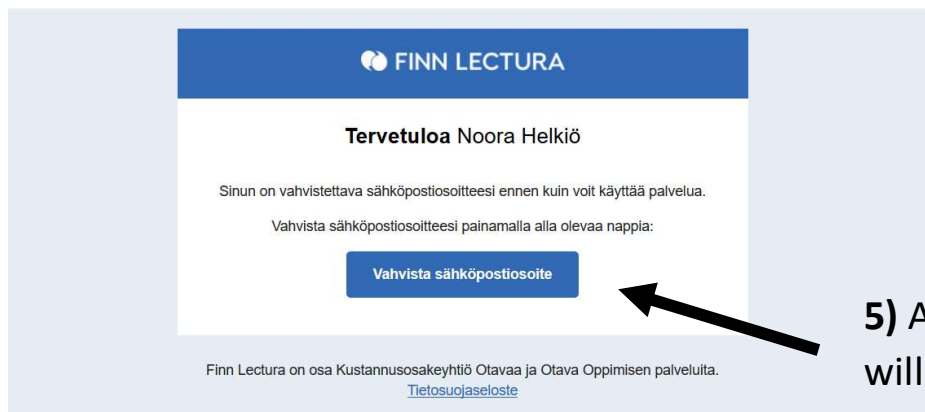 FINN LECTURA
Tervetuloa Noora Helkiö
Sinun on vahvistettava sähköpostiosoitteesi ennen kuin voit käyttää palvelua.
Vahvista sähköpostiosoitteesi painamalla alla olevaa nappia:
Vahvista sähköpostiosoite
5) A
will
Finn Lectura on osa Kustannusosakeyhtiö Otavaa ja Otava Oppimisen palveluita.
Tietosuojaseloste